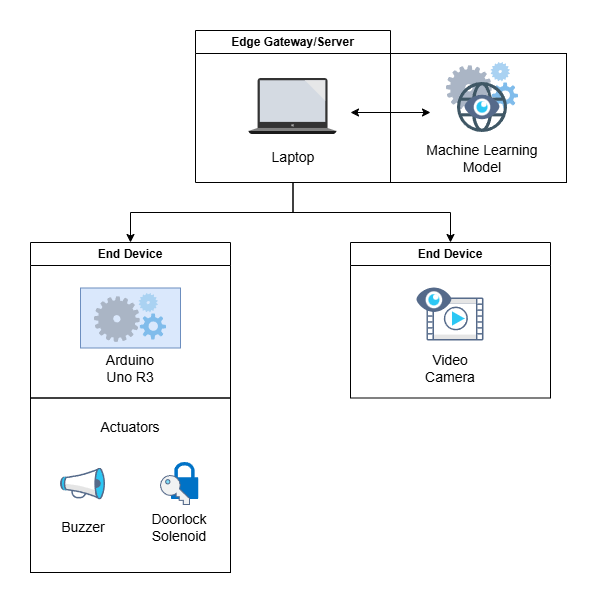 Edge Gateway/Server
Laptop
Machine Learning
Model
End Device
Arduino
Uno R3
Actuators
Buzzer
Doorlock
Solenoid
End Device
Video
Camera